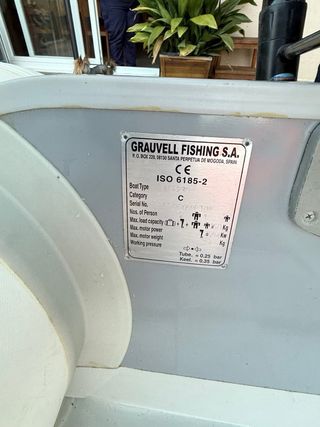 GRAUVELL FISHING S.A.
P.O. BOX 220, 08130 SANTA PERPETUA DE MOGODA, SPAIN
CE
ISO 6185-2
Boat Type
Category C
Serial No.
Nos. of Person
Max. load capacity Kg
Max. motor power Kw
Max. motor weight Kg
Working pressure
Tube. = 0.25 bar
Keel. = 0.35 bar